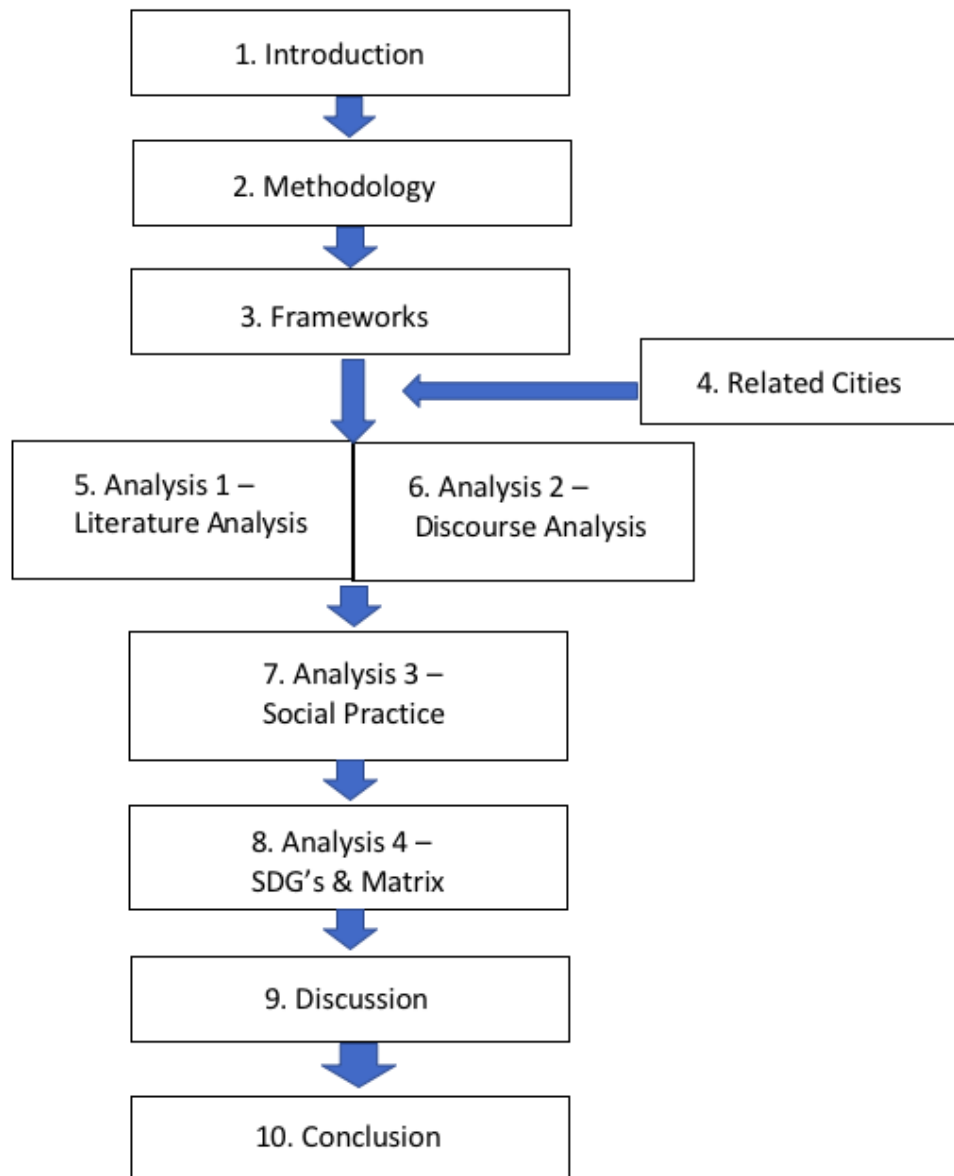 1. Introduction
2. Methodology
3. Frameworks
4. Related Cities
5. Analysis 1 –
Literature Analysis
6. Analysis 2 –
Discourse Analysis
7. Analysis 3 –
Social Practice
8. Analysis 4 –
SDG’s & Matrix
9. Discussion
10. Conclusion